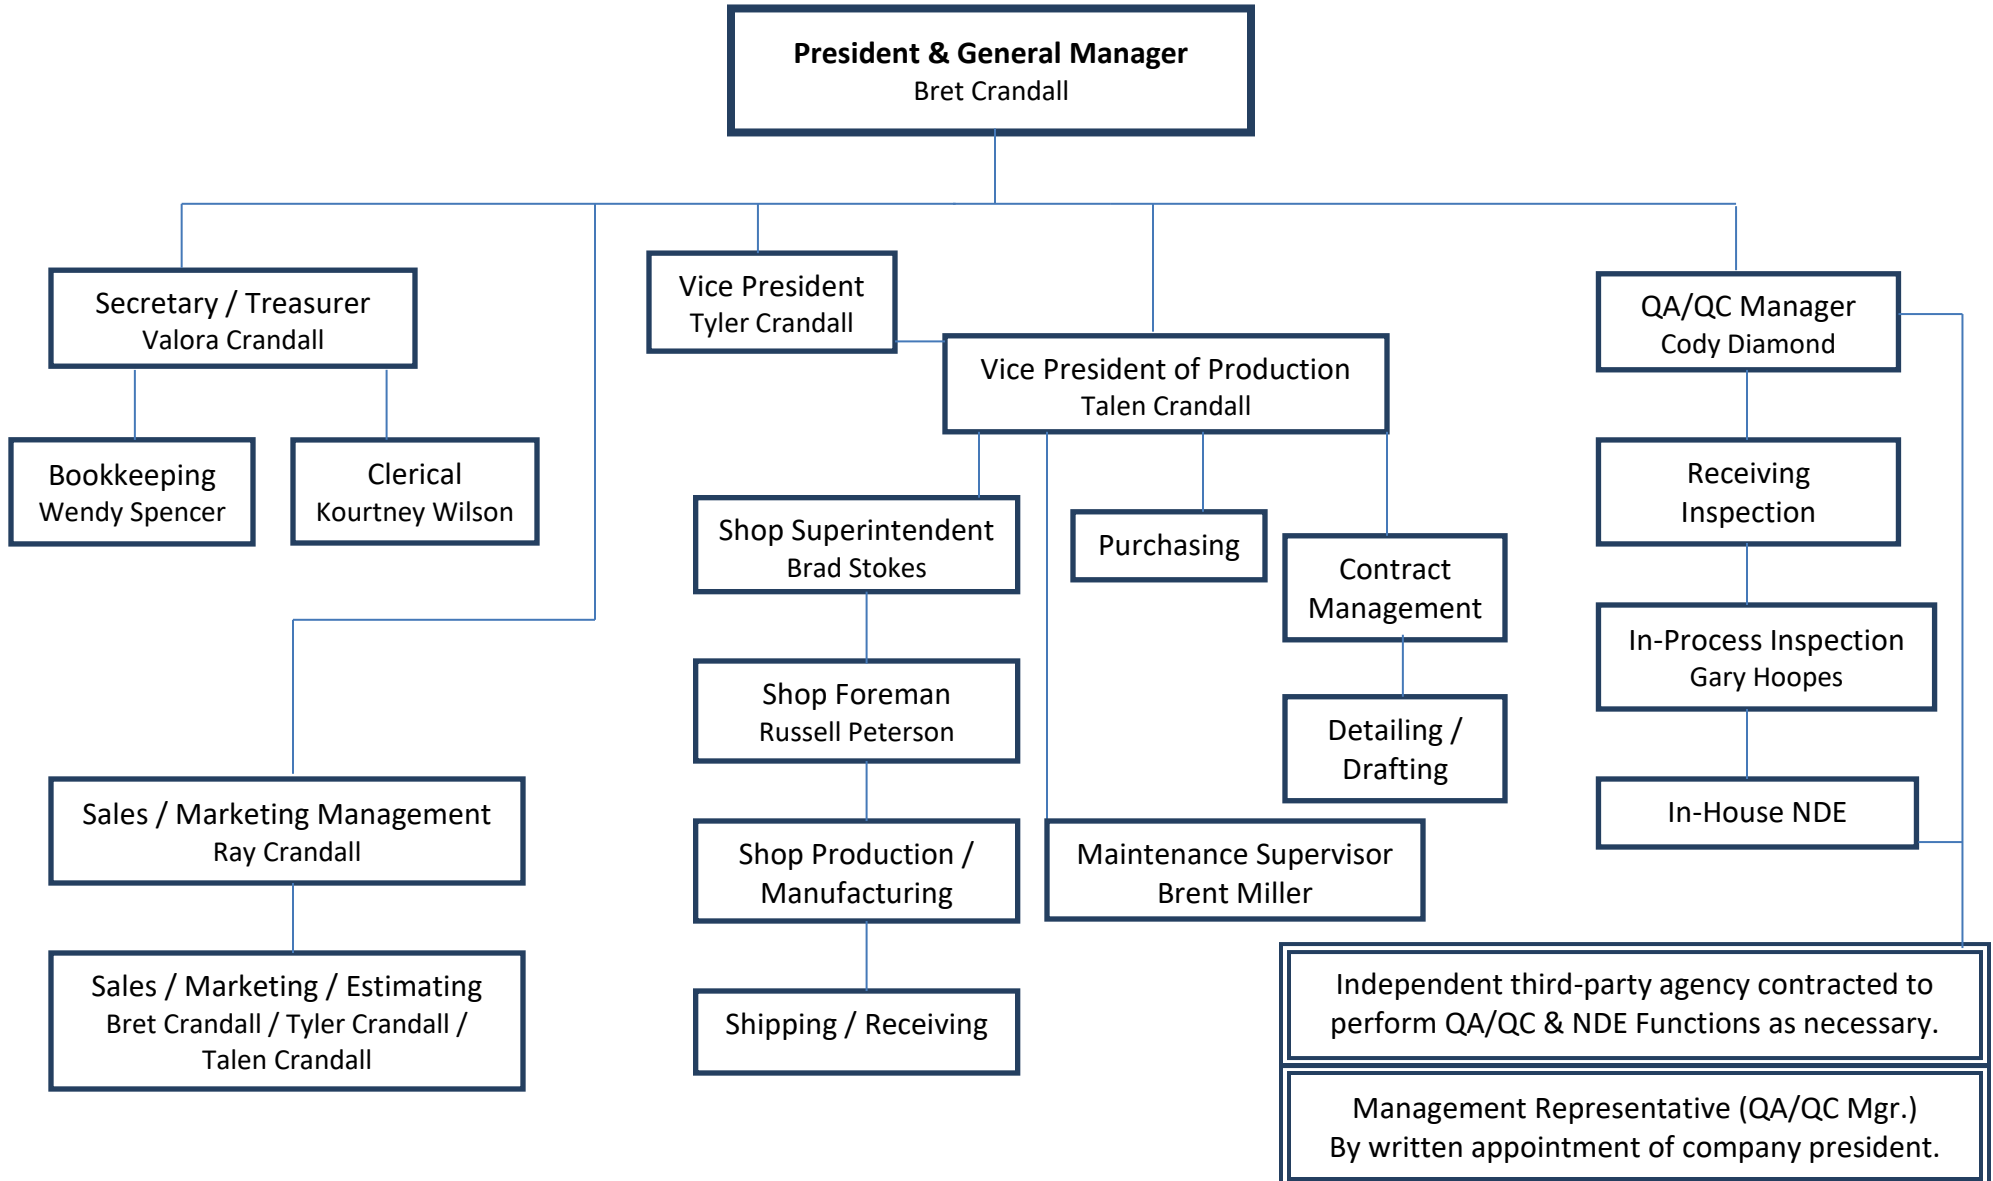 President & General Manager
Bret Crandall
Secretary / Treasurer
Valora Crandall
Bookkeeping
Wendy Spencer
Clerical
Kourtney Wilson
Sales / Marketing Management
Ray Crandall
Sales / Marketing / Estimating
Bret Crandall / Tyler Crandall /
Talen Crandall
Vice President
Tyler Crandall
Vice President of Production
Talen Crandall
Shop Superintendent
Brad Stokes
Shop Foreman
Russell Peterson
Shop Production /
Manufacturing
Shipping / Receiving
Maintenance Supervisor
Brent Miller
Purchasing
Contract
Management
Detailing /
Drafting
QA/QC Manager
Cody Diamond
Receiving
Inspection
In-Process Inspection
Gary Hoopes
In-House NDE
Independent third-party agency contracted to
perform QA/QC & NDE Functions as necessary.
Management Representative (QA/QC Mgr.)
By written appointment of company president.